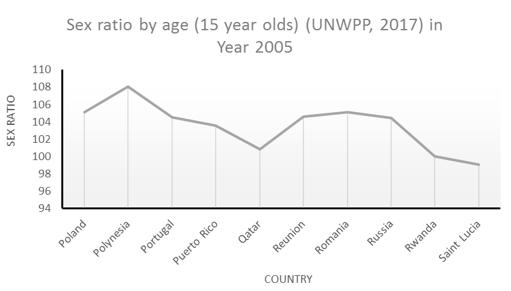 Sex ratio by age (15 year olds) (UNWPP, 2017) in
Year 2005
110
108
106
104
102
100
98
96
94
SEX RATIO
Poland
Polynesia
Portugal
Puerto Rico
Qatar
Reunion
Romania
Russia
Rwanda
Saint Lucia
COUNTRY